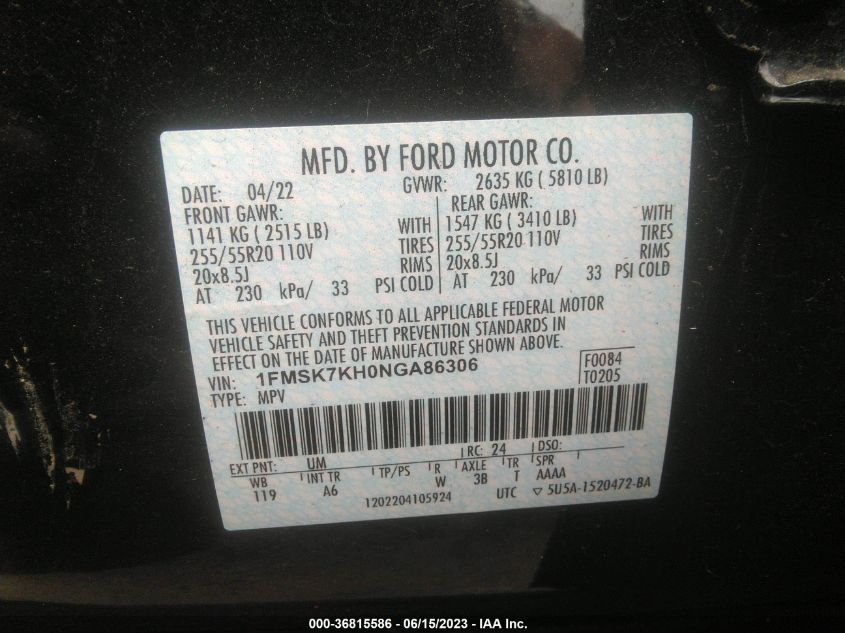 MFD. BY FORD MOTOR CO.
DATE: 04/22 GVWR: 2635 KG ( 5810 LB)
FRONT GAWR: REAR GAWR:
1141 KG ( 2515 LB) WITH 1547 KG ( 3410 LB) WITH
255/55R20 110V TIRES 255/55R20 110V TIRES
20x8.5J RIMS 20x8.5J RIMS
AT 230 kPa/ 33 PSI COLD AT 230 kPa/ 33 PSI COLD
THIS VEHICLE CONFORMS TO ALL APPLICABLE FEDERAL MOTOR
VEHICLE SAFETY AND THEFT PREVENTION STANDARDS IN
EFFECT ON THE DATE OF MANUFACTURE SHOWN ABOVE.
VIN: 1FMSK7KH0NGA86306 F0084
TYPE: MPV T0205
EXT PNT: UM RC: 24 DSO:
WB INT TR TP/PS R AXLE TR SPR
119 A6 W 3B T AAAA
1202204105924 UTC ▽ 5U5A-1520472-BA
000-36815586 - 06/15/2023 - IAA Inc.